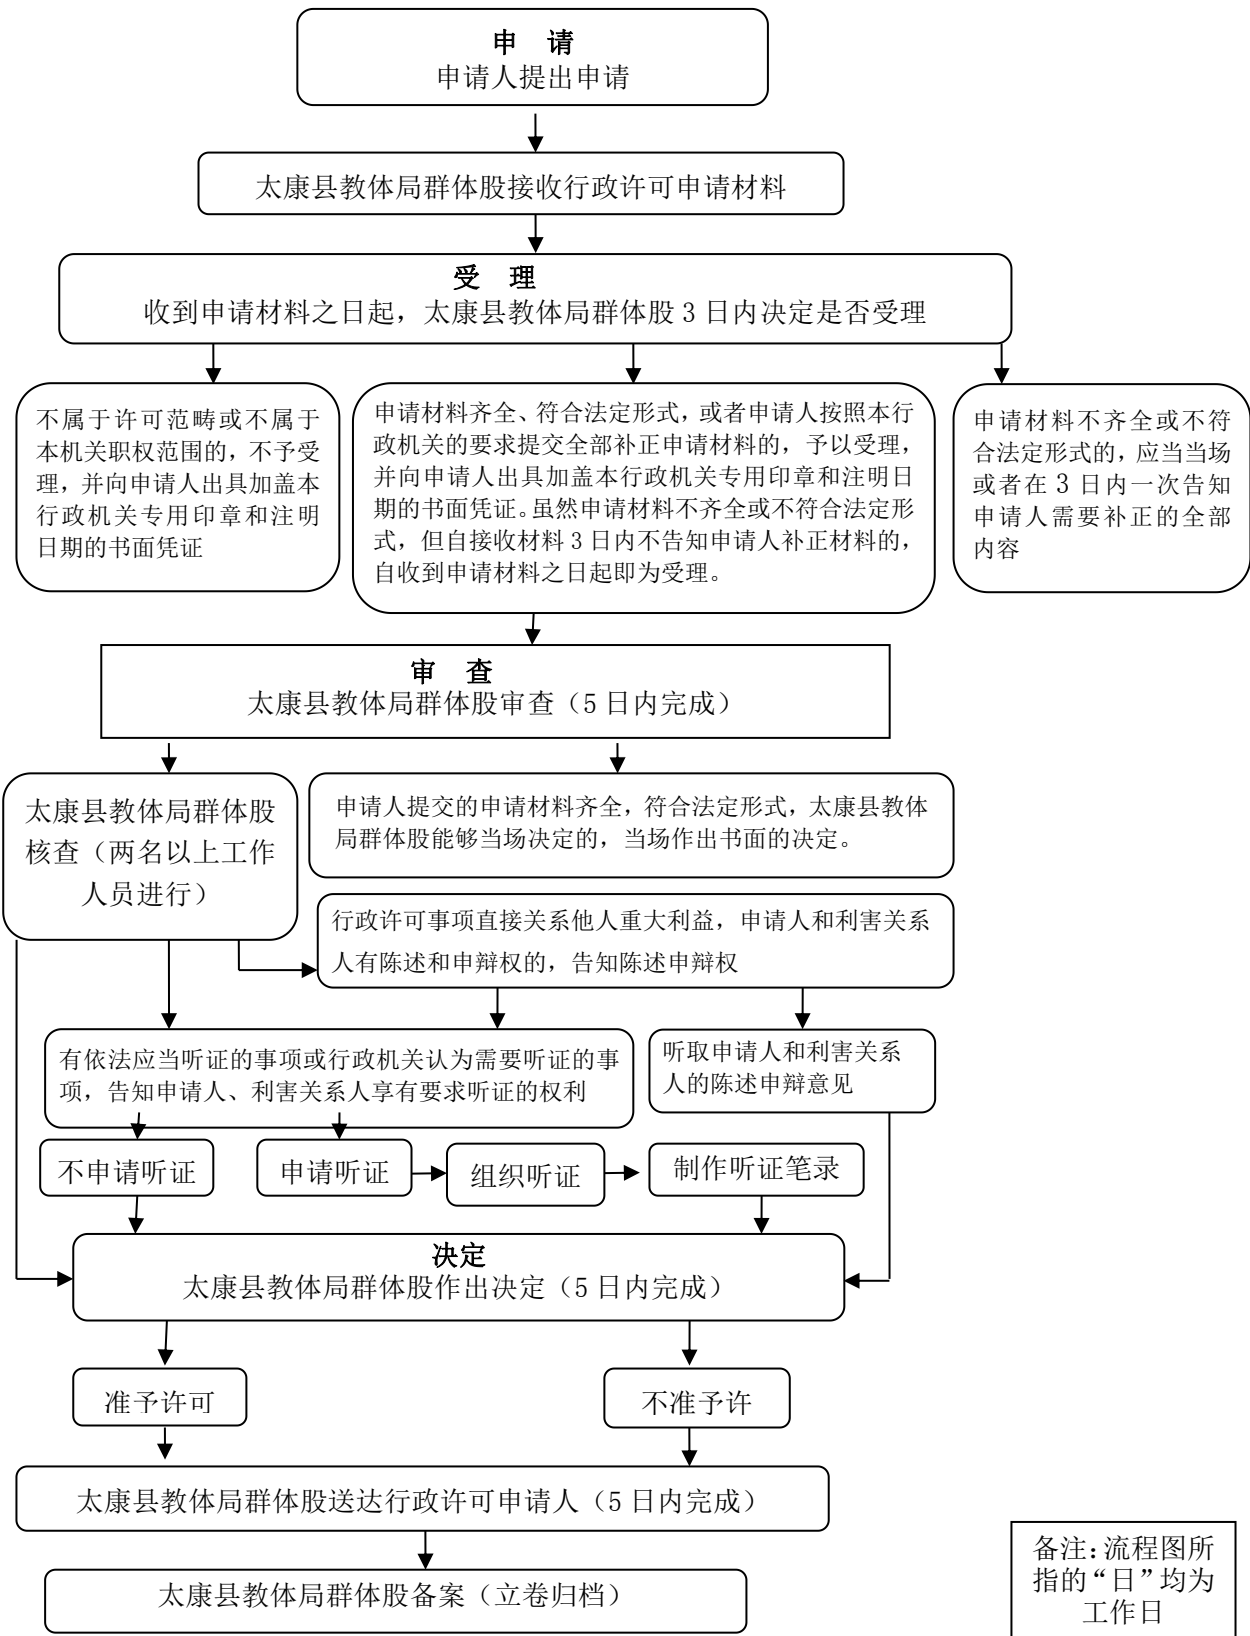 申 请
申请人提出申请
太康县教体局群体股接收行政许可申请材料
受 理
收到申请材料之日起，太康县教体局群体股 3 日内决定是否受理
不属于许可范畴或不属于
本机关职权范围的，不予受
理，并向申请人出具加盖本
行政机关专用印章和注明
日期的书面凭证
申请材料齐全、符合法定形式，或者申请人按照本行
政机关的要求提交全部补正申请材料的，予以受理，
并向申请人出具加盖本行政机关专用印章和注明日
期的书面凭证。虽然申请材料不齐全或不符合法定形
式，但自接收材料 3 日内不告知申请人补正材料的，
自收到申请材料之日起即为受理。
申请材料不齐全或不符
合法定形式的，应当当场
或者在 3 日内一次告知
申请人需要补正的全部
内容
审 查
太康县教体局群体股审查（5 日内完成）
太康县教体局群体股
核查（两名以上工作
人员进行）
申请人提交的申请材料齐全，符合法定形式，太康县教体
局群体股能够当场决定的，当场作出书面的决定。
行政许可事项直接关系他人重大利益，申请人和利害关系
人有陈述和申辩权的，告知陈述申辩权
有依法应当听证的事项或行政机关认为需要听证的事
项，告知申请人、利害关系人享有要求听证的权利
听取申请人和利害关系
人的陈述申辩意见
不申请听证
申请听证
组织听证
制作听证笔录
决定
太康县教体局群体股作出决定（5 日内完成）
准予许可
不准予许
太康县教体局群体股送达行政许可申请人（5 日内完成）
太康县教体局群体股备案（立卷归档）
备注：流程图所
指的“日”均为
工作日